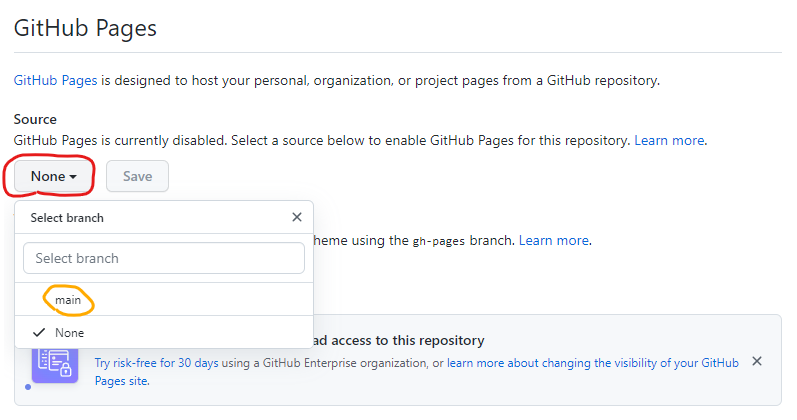 GitHub Pages
GitHub Pages is designed to host your personal, organization, or project pages from a GitHub repository.
Source
GitHub Pages is currently disabled. Select a source below to enable GitHub Pages for this repository. Learn more.
None
Save
Select branch
heme using the gh-pages branch. Learn more.
Select branch
main
None
ad access to this repository
Try risk-free for 30 days using a GitHub Enterprise organization, or learn more about changing the visibility of your GitHub
Pages site.